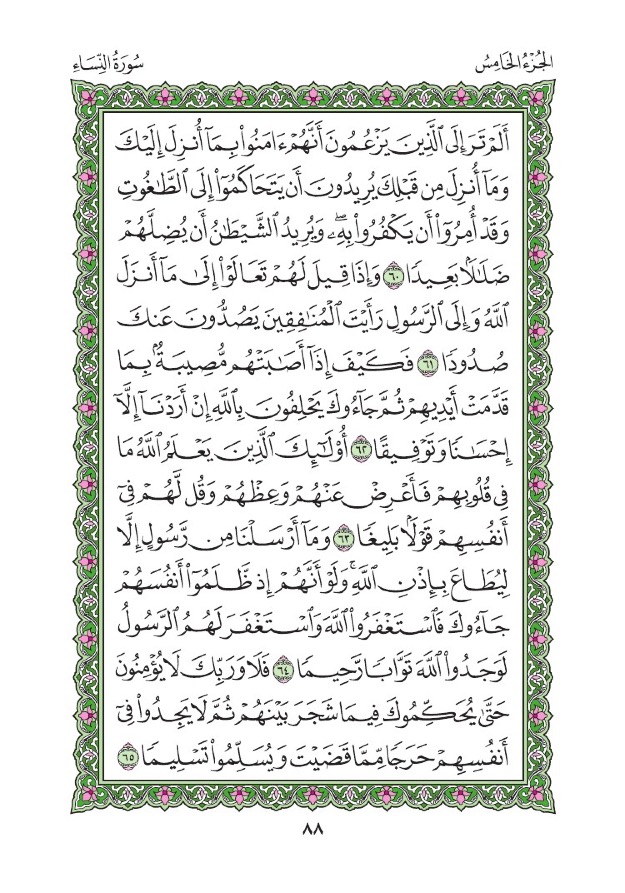 الجُزْءُ الخَامِسُ
سُورَةُ النِّسَاءِ
أَلَمْ تَرَ إِلَى ٱلَّذِينَ يَزْعُمُونَ أَنَّهُمْ ءَامَنُوا۟ بِمَآ أُنزِلَ إِلَيْكَ
وَمَآ أُنزِلَ مِن قَبْلِكَ يُرِيدُونَ أَن يَتَحَاكَمُوٓا۟ إِلَى ٱلطَّٰغُوتِ
وَقَدْ أُمِرُوٓا۟ أَن يَكْفُرُوا۟ بِهِۦۖ وَيُرِيدُ ٱلشَّيْطَٰنُ أَن يُضِلَّهُمْ
ضَلَٰلًۢا بَعِيدًا ٦٠ وَإِذَا قِيلَ لَهُمْ تَعَالَوْا۟ إِلَىٰ مَآ أَنزَلَ
ٱللَّهُ وَإِلَى ٱلرَّسُولِ رَأَيْتَ ٱلْمُنَٰفِقِينَ يَصُدُّونَ عَنكَ
صُدُودًا ٦١ فَكَيْفَ إِذَآ أَصَٰبَتْهُم مُّصِيبَةٌۢ بِمَا
قَدَّمَتْ أَيْدِيهِمْ ثُمَّ جَآءُوكَ يَحْلِفُونَ بِٱللَّهِ إِنْ أَرَدْنَآ إِلَّآ
إِحْسَٰنًا وَتَوْفِيقًا ٦٢ أُو۟لَٰٓئِكَ ٱلَّذِينَ يَعْلَمُ ٱللَّهُ مَا
فِى قُلُوبِهِمْ فَأَعْرِضْ عَنْهُمْ وَعِظْهُمْ وَقُل لَّهُمْ فِىٓ
أَنفُسِهِمْ قَوْلًۢا بَلِيغًا ٦٣ وَمَآ أَرْسَلْنَا مِن رَّسُولٍ إِلَّا
لِيُطَاعَ بِإِذْنِ ٱللَّهِۚ وَلَوْ أَنَّهُمْ إِذ ظَّلَمُوٓا۟ أَنفُسَهُمْ
جَآءُوكَ فَٱسْتَغْفَرُوا۟ ٱللَّهَ وَٱسْتَغْفَرَ لَهُمُ ٱلرَّسُولُ
لَوَجَدُوا۟ ٱللَّهَ تَوَّابًا رَّحِيمًا ٦٤ فَلَا وَرَبِّكَ لَا يُؤْمِنُونَ
حَتَّىٰ يُحَكِّمُوكَ فِيمَا شَجَرَ بَيْنَهُمْ ثُمَّ لَا يَجِدُوا۟ فِىٓ
أَنفُسِهِمْ حَرَجًا مِّمَّا قَضَيْتَ وَيُسَلِّمُوا۟ تَسْلِيمًا ٦٥
٨٨